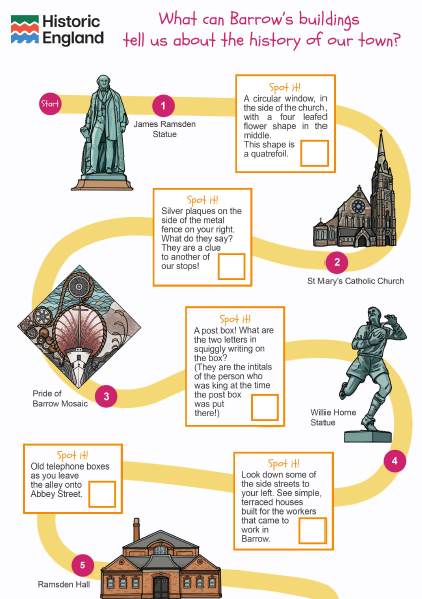 Historic
England
What can Barrow's buildings
tell us about the history of our town?
Start
1
James Ramsden
Statue
Spot it!
A circular window, in
the side of the church,
with a four leafed
flower shape in the
middle.
This shape is
a quatrefoil.
2
St Mary's Catholic Church
Spot it!
Silver plaques on the
side of the metal
fence on your right.
What do they say?
They are a clue
to another of
our stops!
3
Pride of
Barrow Mosaic
Spot it!
A post box! What are
the two letters in
squiggly writing on
the box?
(They are the intitals
of the person who
was king at the time
the post box
was put
there!)
Willie Horne
Statue
4
Spot it!
Look down some of
the side streets to
your left. See simple,
terraced houses
built for the workers
that came to
work in
Barrow.
Spot it!
Old telephone boxes
as you leave
the alley onto
Abbey Street.
5
Ramsden Hall